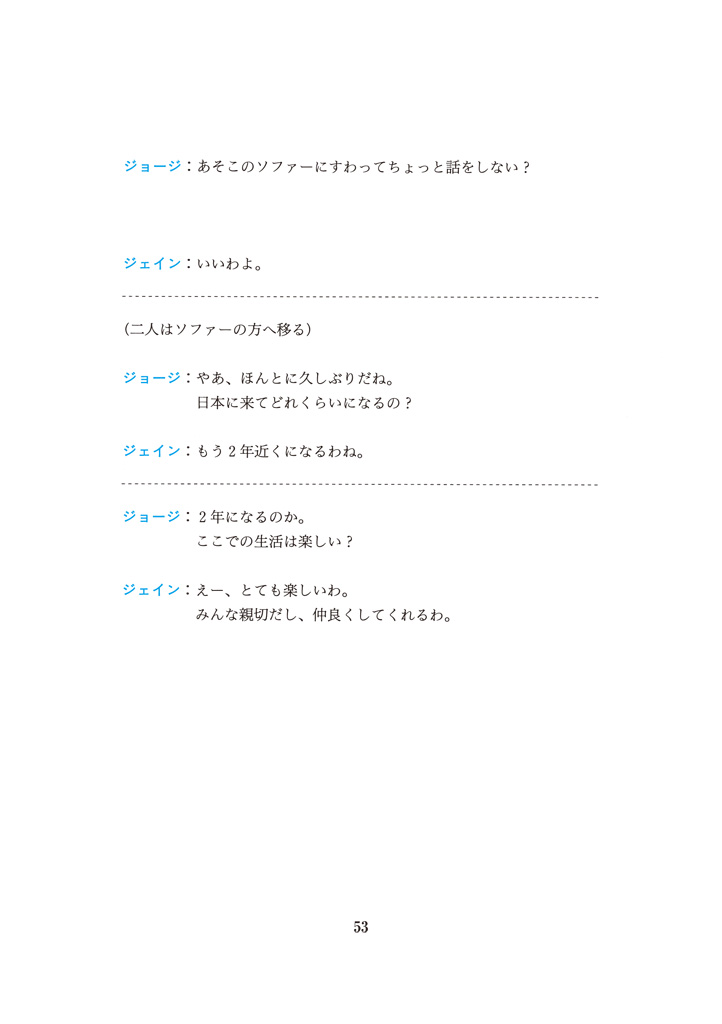 ジョージ：あそこのソファーにすわってちょっと話をしない？
ジェイン：いいわよ。
（二人はソファーの方へ移る）
ジョージ：やあ、ほんとに久しぶりだね。
日本に来てどれくらいになるの？
ジェイン：もう２年近くになるわね。
ジョージ：２年になるのか。
ここでの生活は楽しい？
ジェイン：えー、とても楽しいわ。
みんな親切だし、仲良くしてくれるわ。
53